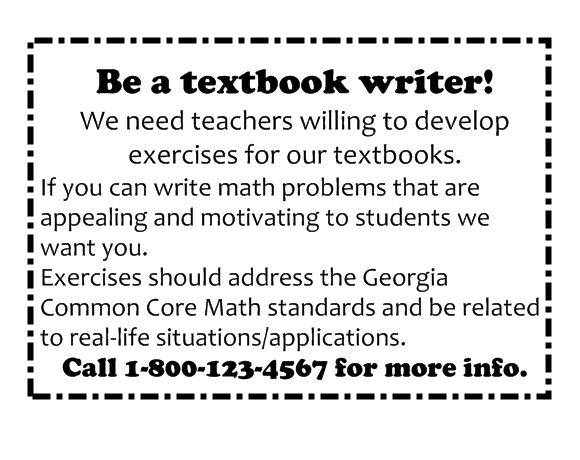 Be a textbook writer!
We need teachers willing to develop
exercises for our textbooks.
If you can write math problems that are
appealing and motivating to students we
want you.
Exercises should address the Georgia
Common Core Math standards and be related
to real-life situations/applications.
Call 1-800-123-4567 for more info.